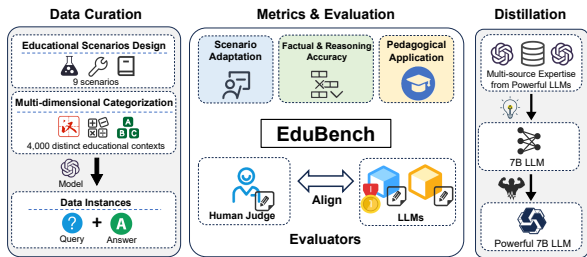 Data Curation
Educational Scenarios Design
9 scenarios
Multi-dimensional Categorization
A
B C
4,000 distinct educational contexts
Model
Data Instances
?
+
A
Query
Answer
Metrics & Evaluation
Scenario
Adaptation
Factual & Reasoning
Accuracy
Pedagogical
Application
EduBench
Human Judge
Align
LLMs
Evaluators
Distillation
Multi-source Expertise
from Powerful LLMs
7B LLM
Powerful 7B LLM